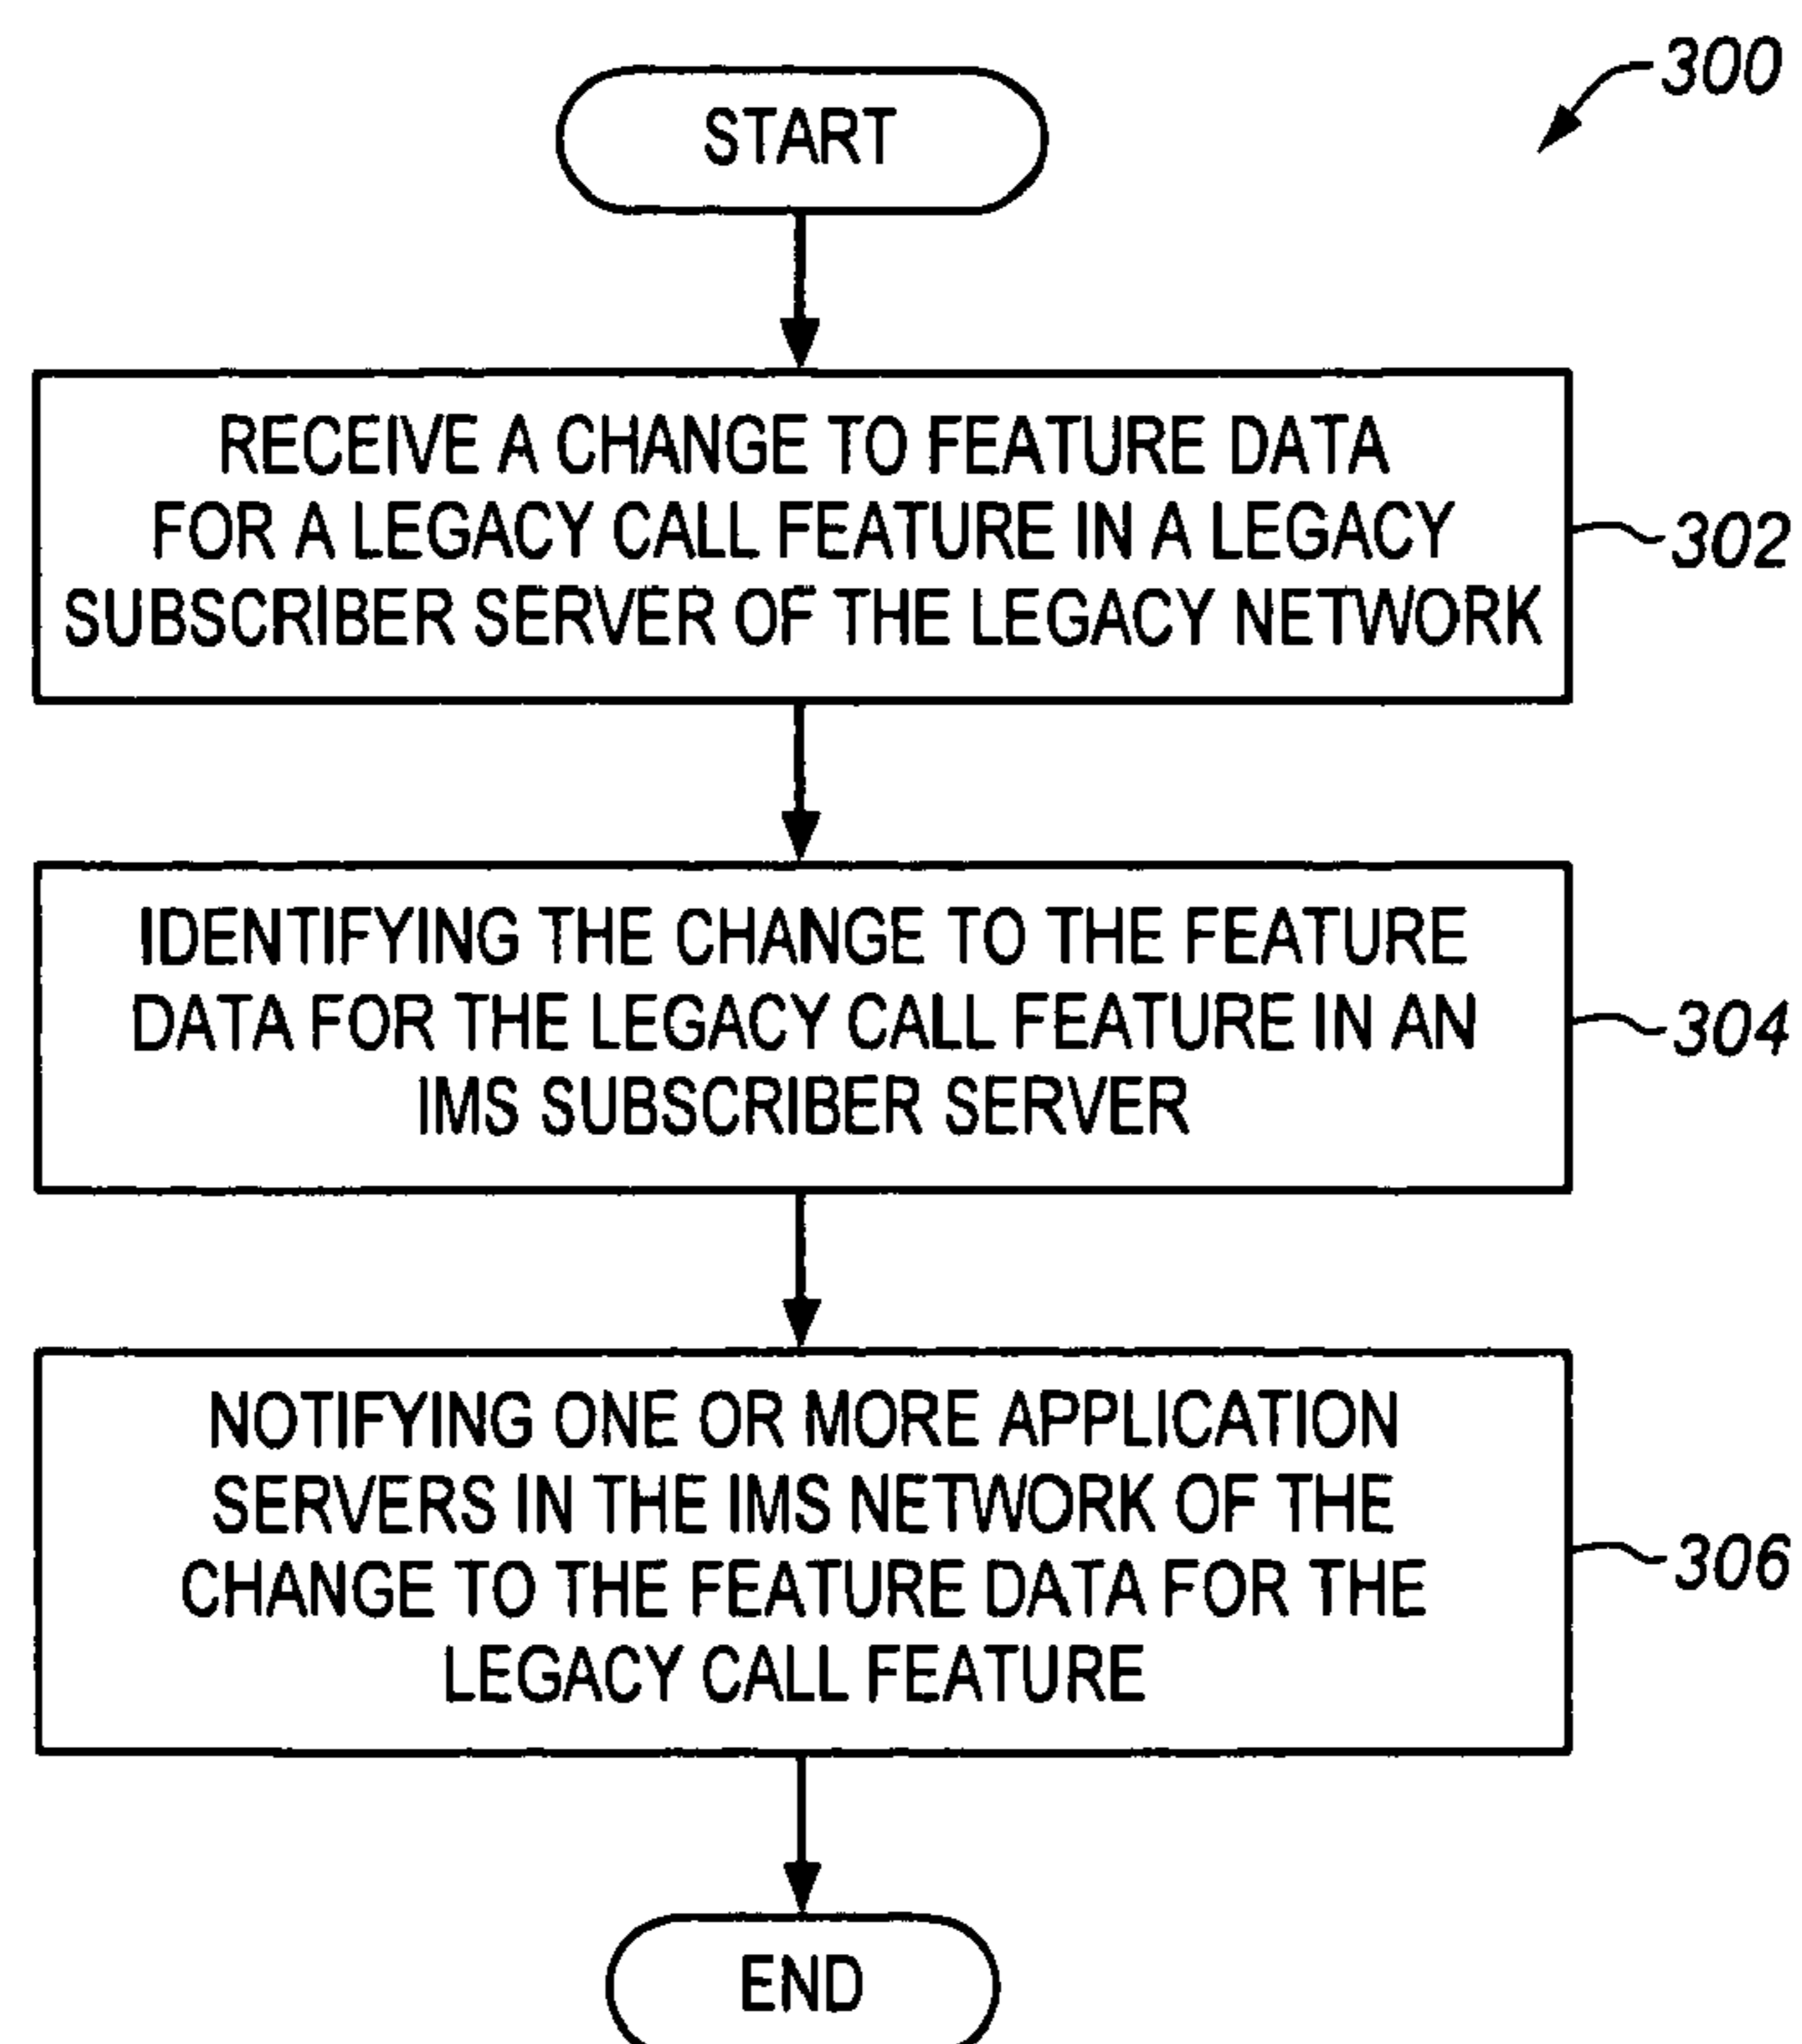 300
START
RECEIVE A CHANGE TO FEATURE DATA
FOR A LEGACY CALL FEATURE IN A LEGACY
SUBSCRIBER SERVER OF THE LEGACY NETWORK
302
IDENTIFYING THE CHANGE TO THE FEATURE
DATA FOR THE LEGACY CALL FEATURE IN AN
IMS SUBSCRIBER SERVER
304
NOTIFYING ONE OR MORE APPLICATION
SERVERS IN THE IMS NETWORK OF THE
CHANGE TO THE FEATURE DATA FOR THE
LEGACY CALL FEATURE
306
END